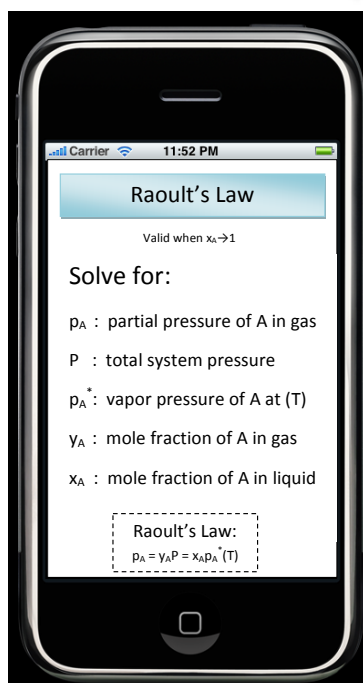 Carrier 11:52 PM
Raoult's Law
Valid when xA→1
Solve for:
pA : partial pressure of A in gas
P : total system pressure
pA*: vapor pressure of A at (T)
yA : mole fraction of A in gas
xA : mole fraction of A in liquid
Raoult's Law:
pA = yAP = xApA*(T)